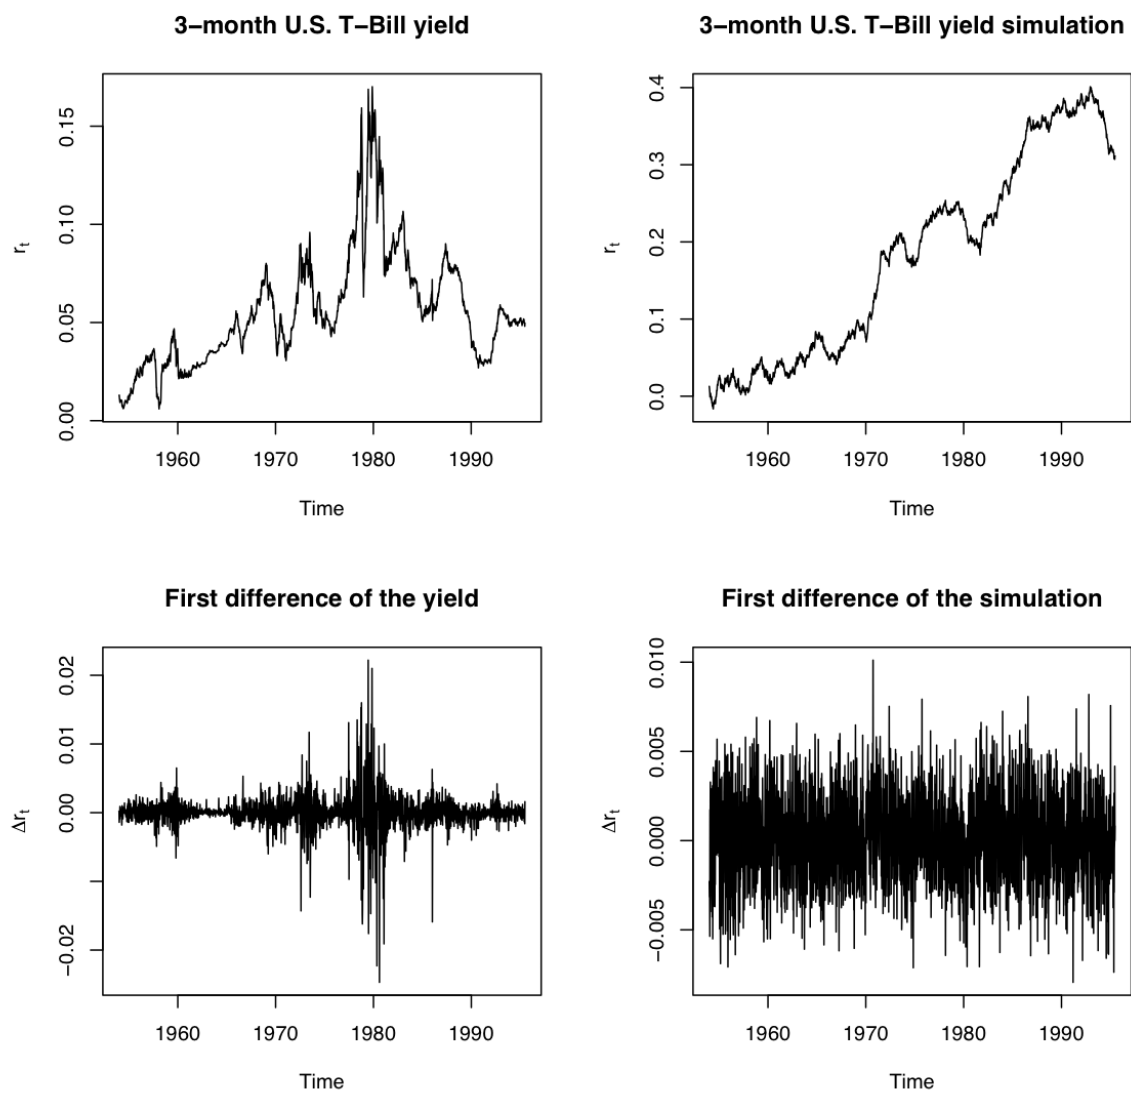 3–month U.S. T–Bill yield
0.15
0.10
0.05
0.00
r_t
1960 1970 1980 1990
Time
3–month U.S. T–Bill yield simulation
0.4
0.3
0.2
0.1
0.0
r_t
1960 1970 1980 1990
Time
First difference of the yield
0.02
0.01
0.00
−0.02
Δr_t
1960 1970 1980 1990
Time
First difference of the simulation
0.010
0.005
0.000
−0.005
Δr_t
1960 1970 1980 1990
Time